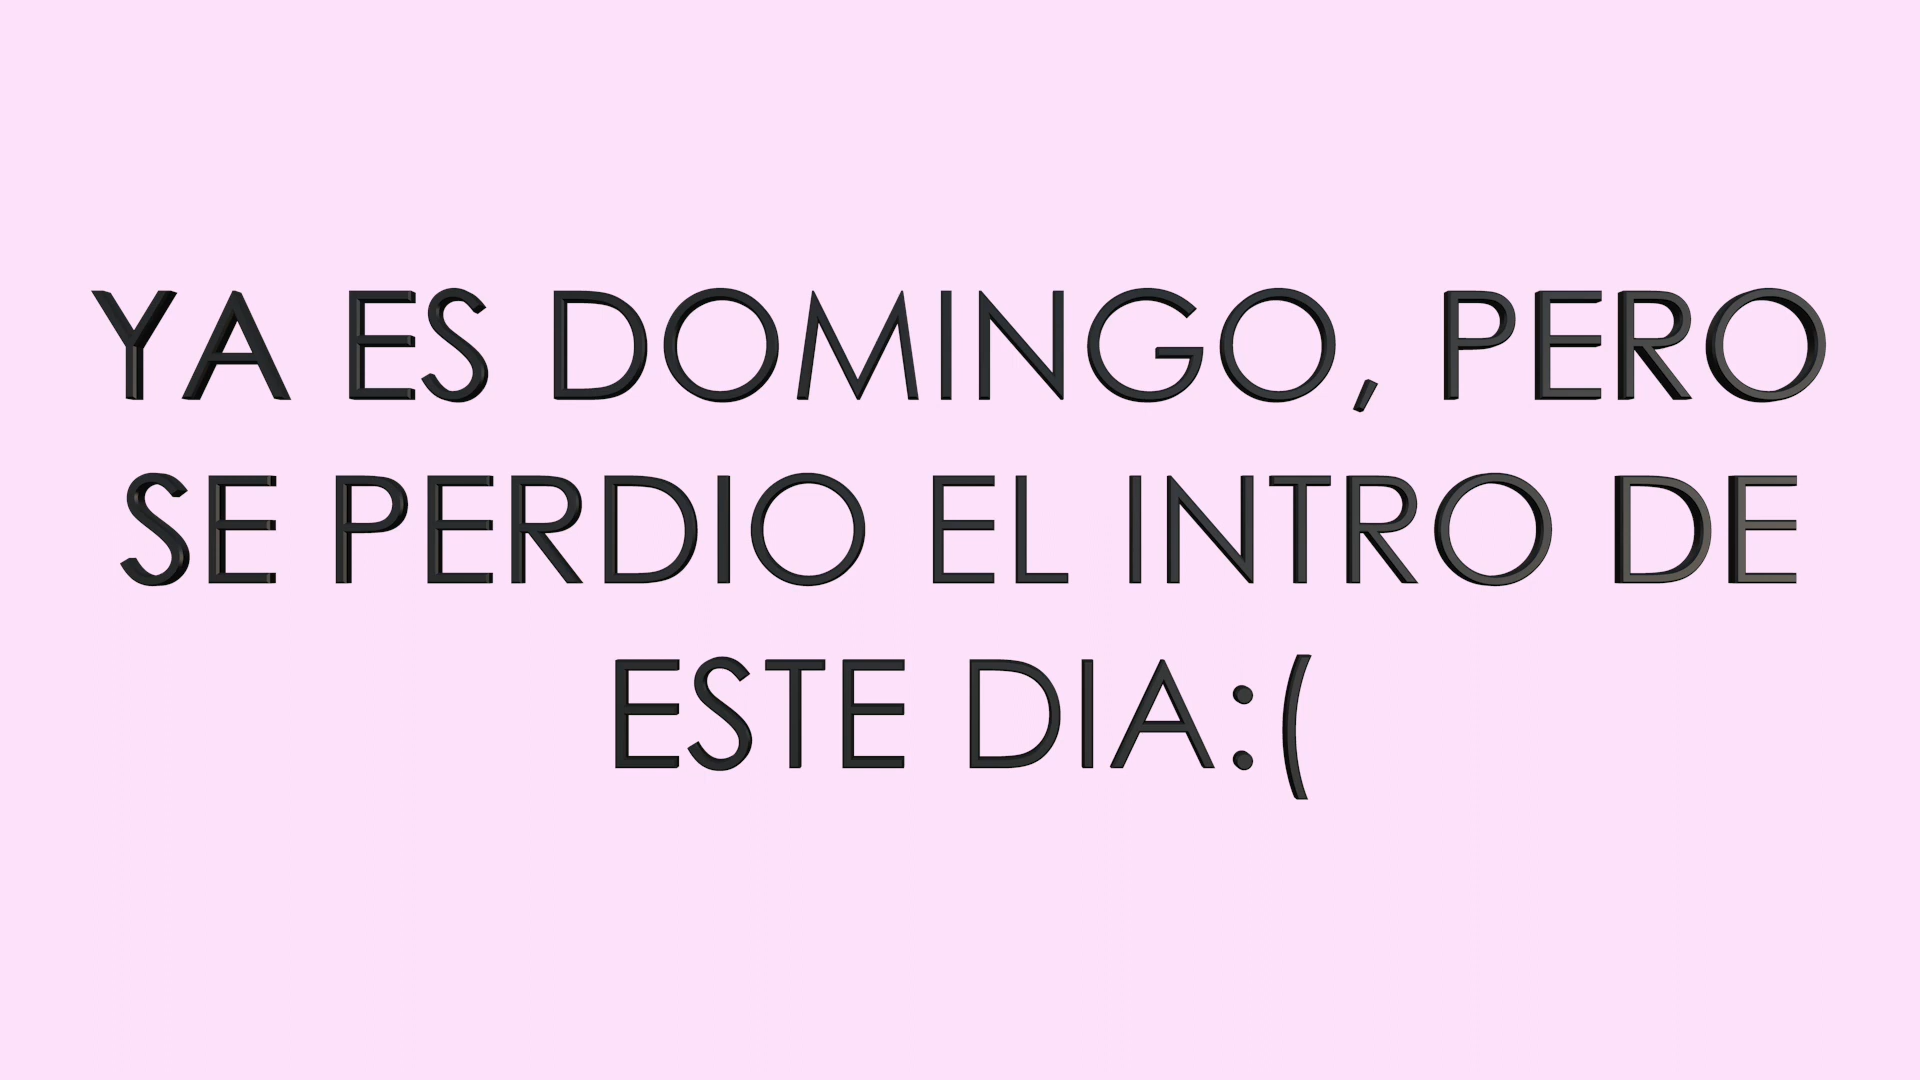 YA ES DOMINGO, PERO
SE PERDIO EL INTRO DE
ESTE DIA:(